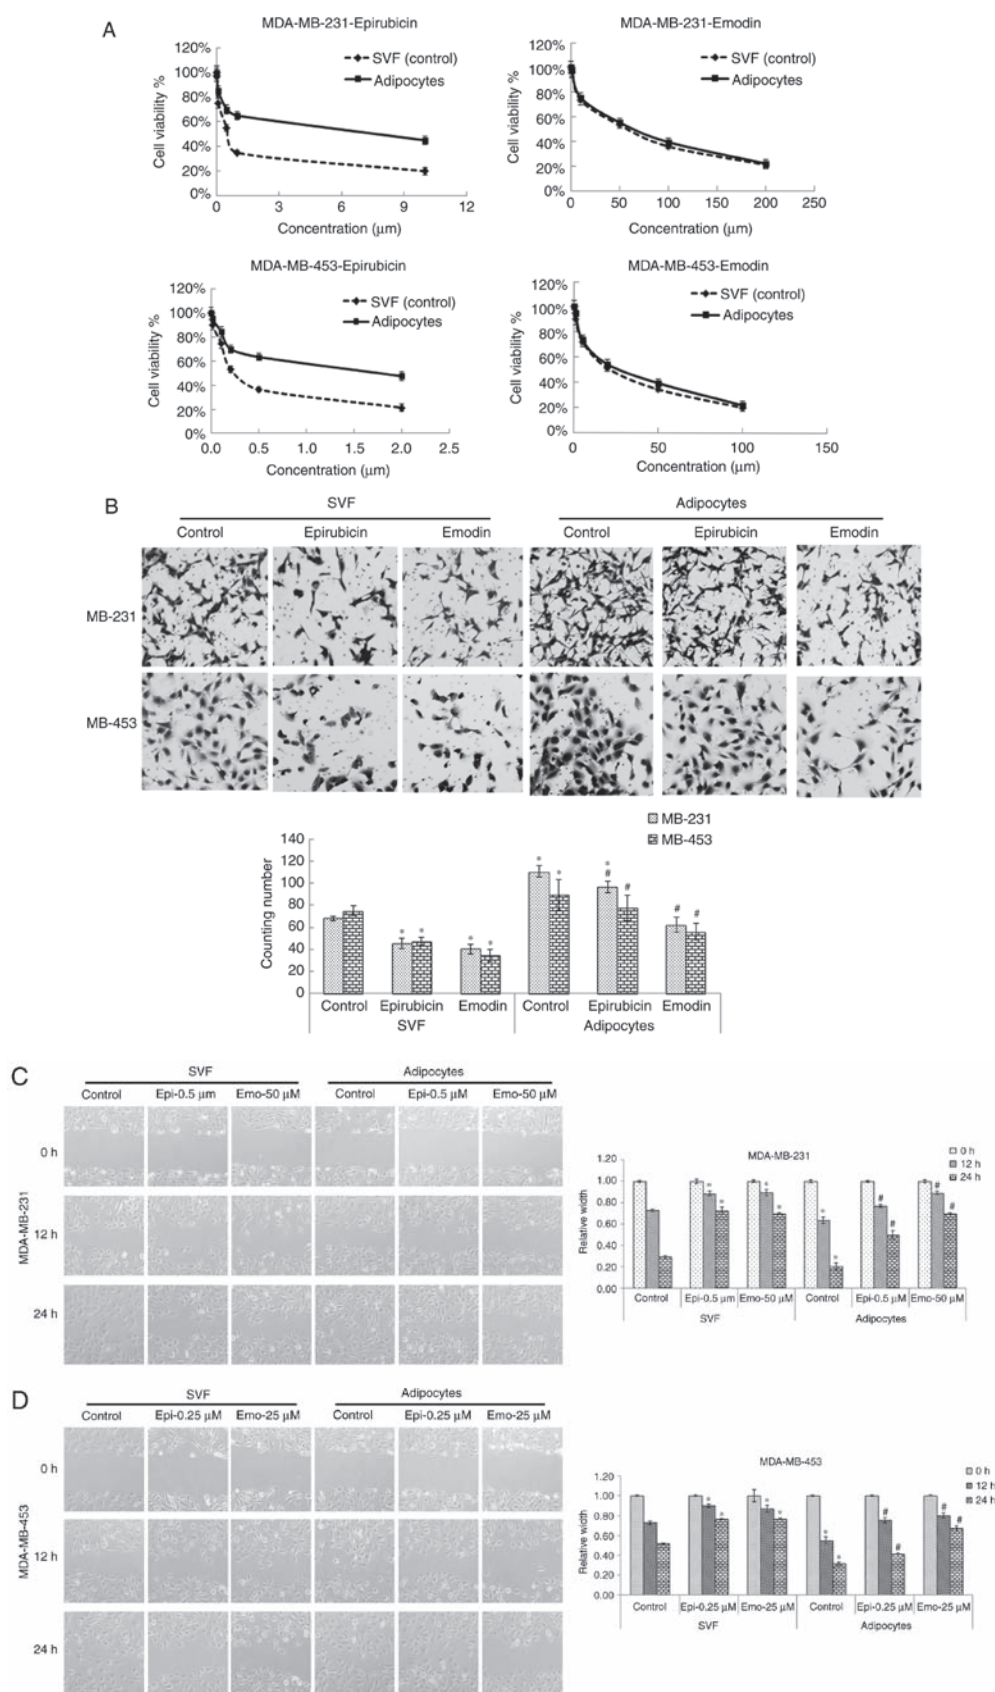 A
MDA-MB-231-Epirubicin
120%
100%
80%
60%
40%
20%
0%
Cell viability %
SVF (control)
Adipocytes
0 3 6 9 12
Concentration (μm)
MDA-MB-231-Emodin
120%
100%
80%
60%
40%
20%
0%
Cell viability %
SVF (control)
Adipocytes
0 50 100 150 200 250
Concentration (μm)
MDA-MB-453-Epirubicin
120%
100%
80%
60%
40%
20%
0%
Cell viability %
SVF (control)
Adipocytes
0.0 0.5 1.0 1.5 2.0 2.5
Concentration (μm)
MDA-MB-453-Emodin
120%
100%
80%
60%
40%
20%
0%
Cell viability %
SVF (control)
Adipocytes
0 50 100 150
Concentration (μm)
B
SVF Adipocytes
Control Epirubicin Emodin Control Epirubicin Emodin
MB-231
MB-453
MB-231
MB-453
140
120
100
80
60
40
20
0
Counting number
* * * * * * * # # # #
Control Epirubicin Emodin Control Epirubicin Emodin
SVF Adipocytes
C
SVF Adipocytes
Control Epi-0.5 μm Emo-50 μM Control Epi-0.5 μM Emo-50 μM
0 h
12 h
24 h
MDA-MB-231
MDA-MB-231
0 h
12 h
24 h
1.20
1.00
0.80
0.60
0.40
0.20
0.00
Relative width
* * * * * * # # # #
Control Epi-0.5 μm Emo-50 μM Control Epi-0.5 μM Emo-50 μM
SVF Adipocytes
D
SVF Adipocytes
Control Epi-0.25 μM Emo-25 μM Control Epi-0.25 μM Emo-25 μM
0 h
12 h
24 h
MDA-MB-453
MDA-MB-453
0 h
12 h
24 h
1.20
1.00
0.80
0.60
0.40
0.20
0.00
Relative width
* * * * * * # # # #
Control Epi-0.25 μM Emo-25 μM Control Epi-0.25 μM Emo-25 μM
SVF Adipocytes